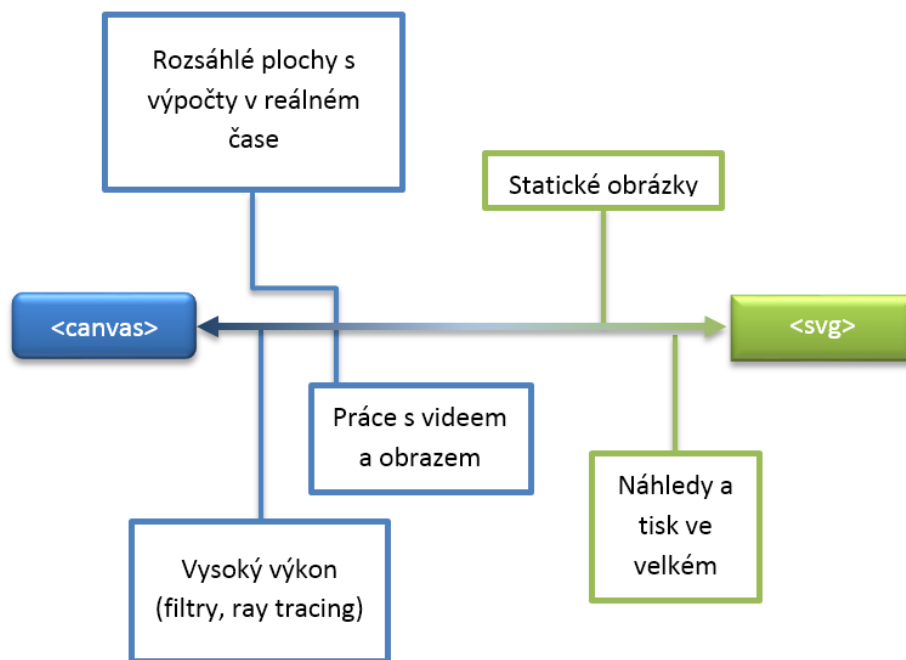 Rozsáhlé plochy s
výpočty v reálném
čase
Statické obrázky
<canvas>
<svg>
Práce s videem
a obrazem
Náhledy a
tisk ve
velkém
Vysoký výkon
(filtry, ray tracing)